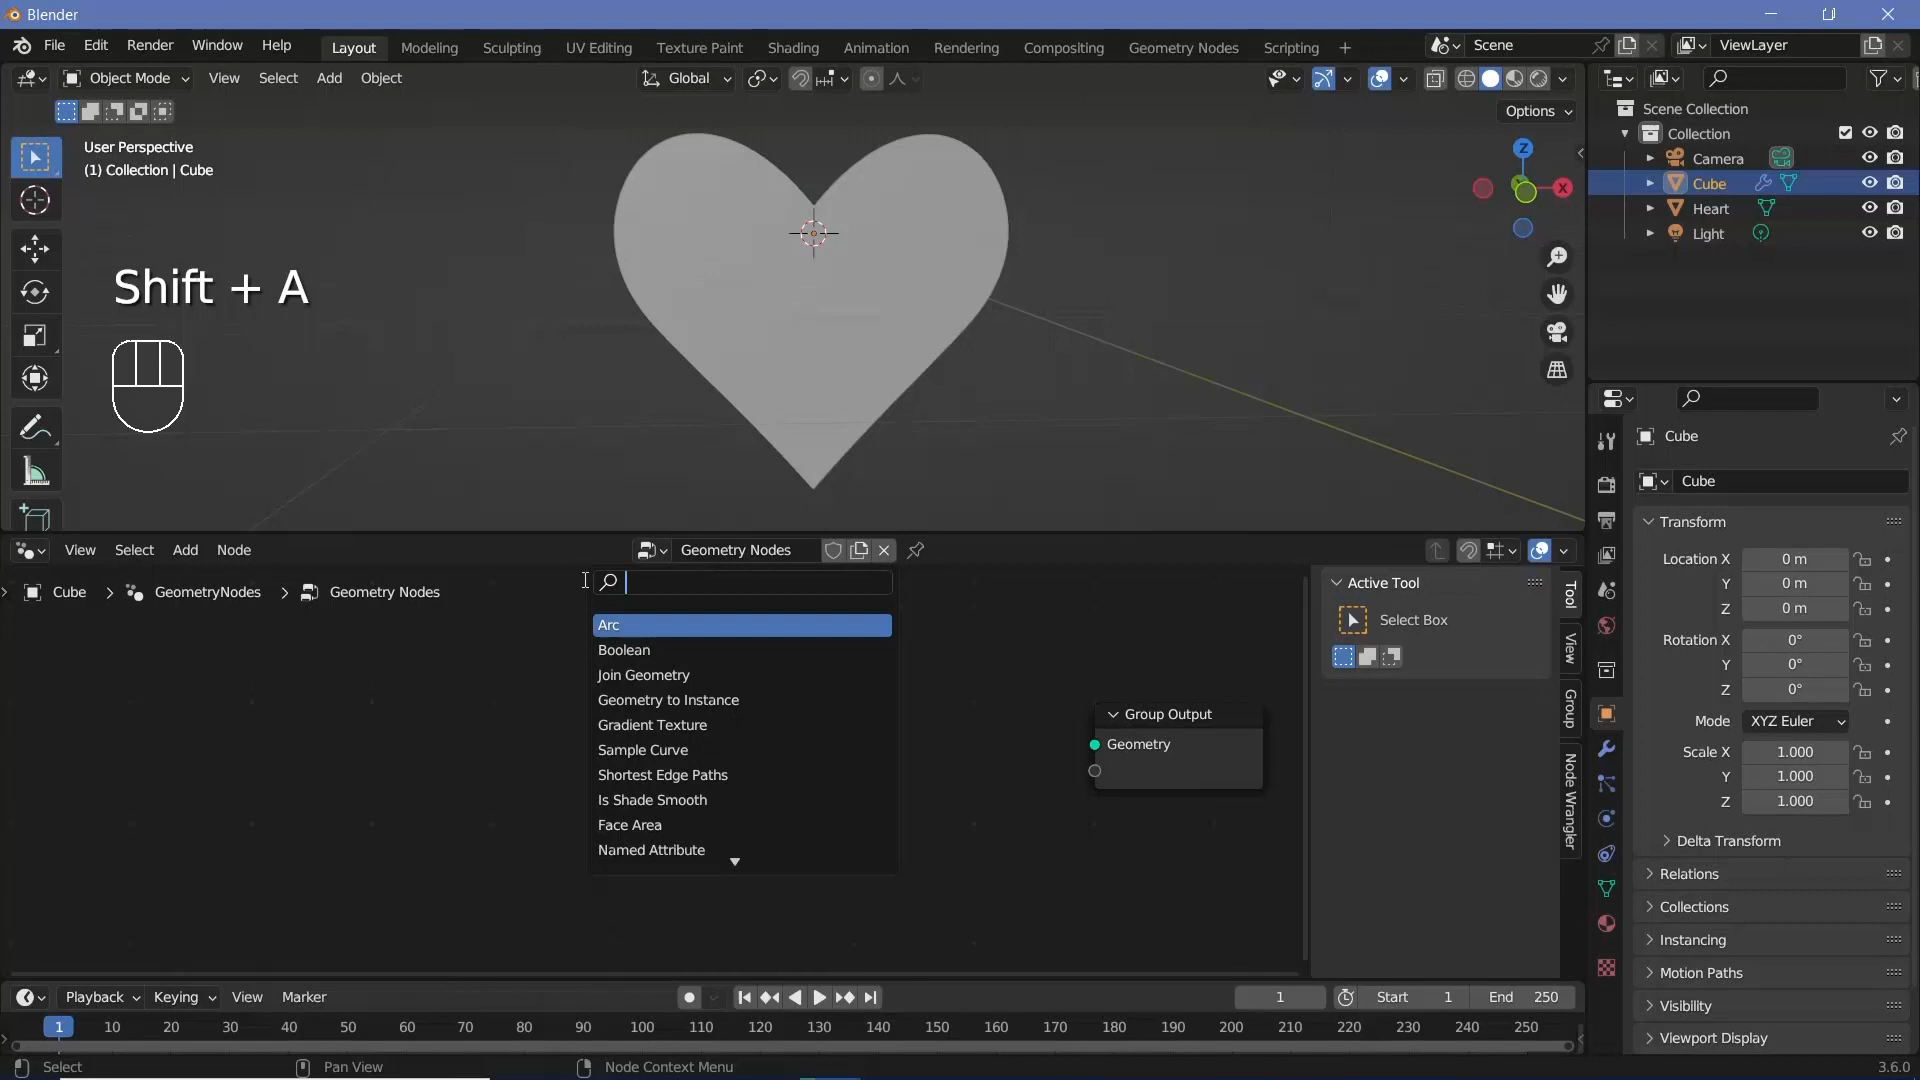 Blender
File Edit Render Window Help Layout Modeling Sculpting UV Editing Texture Paint Shading Animation Rendering Compositing Geometry Nodes Scripting + Scene ViewLayer
Object Mode View Select Add Object Global
Options
User Perspective
(1) Collection | Cube
Shift + A
Z
X
Scene Collection
Collection
Camera
Cube
Heart
Light
Cube
Cube
Transform
Location X 0 m
Y 0 m
Z 0 m
Rotation X 0°
Y 0°
Z 0°
Mode XYZ Euler
Scale X 1.000
Y 1.000
Z 1.000
Delta Transform
Relations
Collections
Instancing
Motion Paths
Visibility
Viewport Display
View Select Add Node Geometry Nodes
Cube > GeometryNodes > Geometry Nodes
Arc
Boolean
Join Geometry
Geometry to Instance
Gradient Texture
Sample Curve
Shortest Edge Paths
Is Shade Smooth
Face Area
Named Attribute
Group Output
Geometry
Active Tool
Select Box
Tool
View
Group
Node Wrangler
Playback Keying View Marker 1 Start 1 End 250
1 10 20 30 40 50 60 70 80 90 100 110 120 130 140 150 160 170 180 190 200 210 220 230 240 250
Select Pan View Node Context Menu 3.6.0